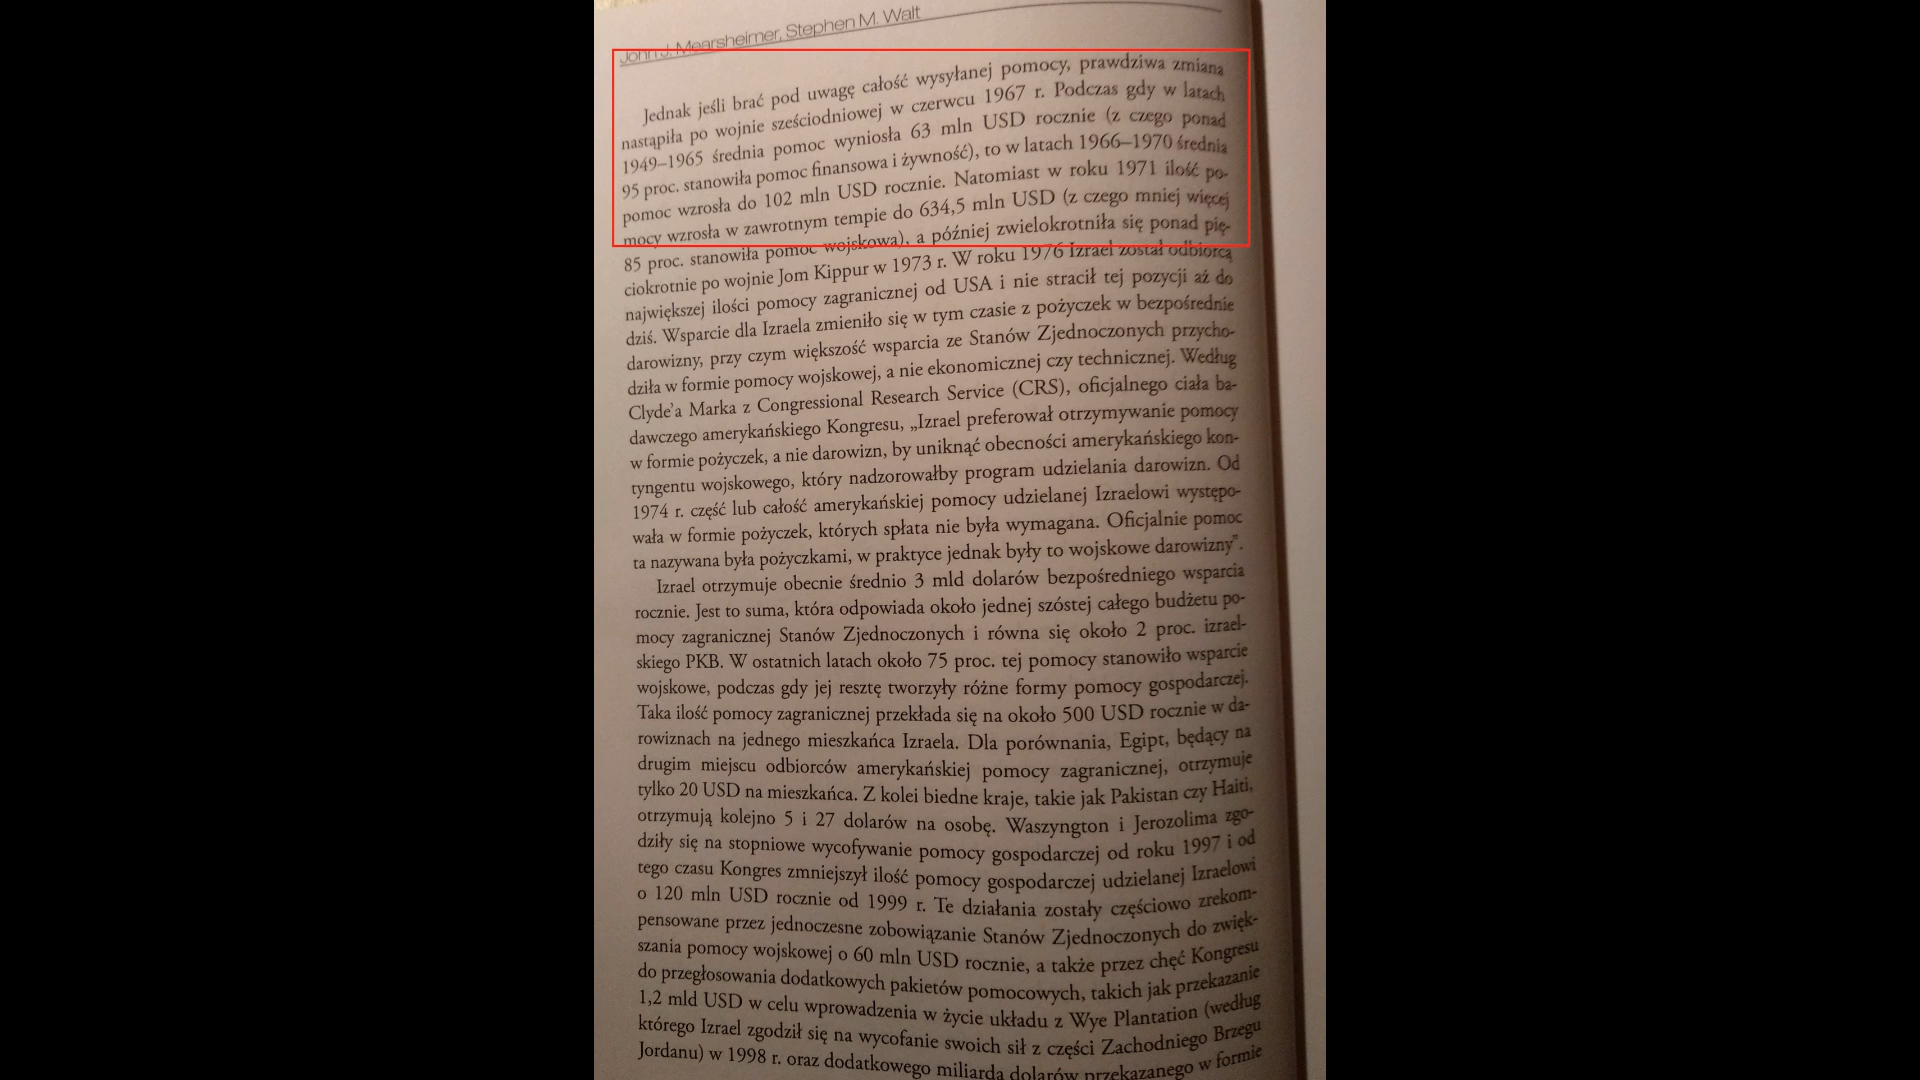 John J. Mearsheimer, Stephen M. Walt
Jednak jeśli brać pod uwagę całość wysyłanej pomocy, prawdziwa zmiana
nastąpiła po wojnie sześciodniowej w czerwcu 1967 r. Podczas gdy w latach
1949–1965 średnia pomoc wyniosła 63 mln USD rocznie (z czego ponad
95 proc. stanowiła pomoc finansowa i żywność), to w latach 1966–1970 średnia
pomoc wzrosła do 102 mln USD rocznie. Natomiast w roku 1971 ilość po-
mocy wzrosła w zawrotnym tempie do 634,5 mln USD (z czego mniej więcej
85 proc. stanowiła pomoc wojskowa), a później zwielokrotniła się ponad pię-
ciokrotnie po wojnie Jom Kippur w 1973 r. W roku 1976 Izrael został odbiorcą
największej ilości pomocy zagranicznej od USA i nie stracił tej pozycji aż do
dziś. Wsparcie dla Izraela zmieniło się w tym czasie z pożyczek w bezpośrednie
darowizny, przy czym większość wsparcia ze Stanów Zjednoczonych przycho-
dziła w formie pomocy wojskowej, a nie ekonomicznej czy technicznej. Według
Clyde'a Marka z Congressional Research Service (CRS), oficjalnego ciała ba-
dawczego amerykańskiego Kongresu, „Izrael preferował otrzymywanie pomocy
w formie pożyczek, a nie darowizn, by uniknąć obecności amerykańskiego kon-
tyngentu wojskowego, który nadzorowałby program udzielania darowizn. Od
1974 r. część lub całość amerykańskiej pomocy udzielanej Izraelowi występo-
wała w formie pożyczek, których spłata nie była wymagana. Oficjalnie pomoc
ta nazywana była pożyczkami, w praktyce jednak były to wojskowe darowizny”.
Izrael otrzymuje obecnie średnio 3 mld dolarów bezpośredniego wsparcia
rocznie. Jest to suma, która odpowiada około jednej szóstej całego budżetu po-
mocy zagranicznej Stanów Zjednoczonych i równa się około 2 proc. izrael-
skiego PKB. W ostatnich latach około 75 proc. tej pomocy stanowiło wsparcie
wojskowe, podczas gdy jej resztę tworzyły różne formy pomocy gospodarczej.
Taka ilość pomocy zagranicznej przekłada się na około 500 USD rocznie w da-
rowiznach na jednego mieszkańca Izraela. Dla porównania, Egipt, będący na
drugim miejscu odbiorców amerykańskiej pomocy zagranicznej, otrzymuje
tylko 20 USD na mieszkańca. Z kolei biedne kraje, takie jak Pakistan czy Haiti,
otrzymują kolejno 5 i 27 dolarów na osobę. Waszyngton i Jerozolima zgo-
dziły się na stopniowe wycofywanie pomocy gospodarczej od roku 1997 i od
tego czasu Kongres zmniejszył ilość pomocy gospodarczej udzielanej Izraelowi
o 120 mln USD rocznie od 1999 r. Te działania zostały częściowo zrekom-
pensowane przez jednoczesne zobowiązanie Stanów Zjednoczonych do zwięk-
szania pomocy wojskowej o 60 mln USD rocznie, a także przez chęć Kongresu
do przegłosowania dodatkowych pakietów pomocowych, takich jak przekazanie
1,2 mld USD w celu wprowadzenia w życie układu z Wye Plantation (według
którego Izrael zgodził się na wycofanie swoich sił z części Zachodniego Brzegu
Jordanu) w 1998 r. oraz dodatkowego miliarda dolarów przekazanego w formie